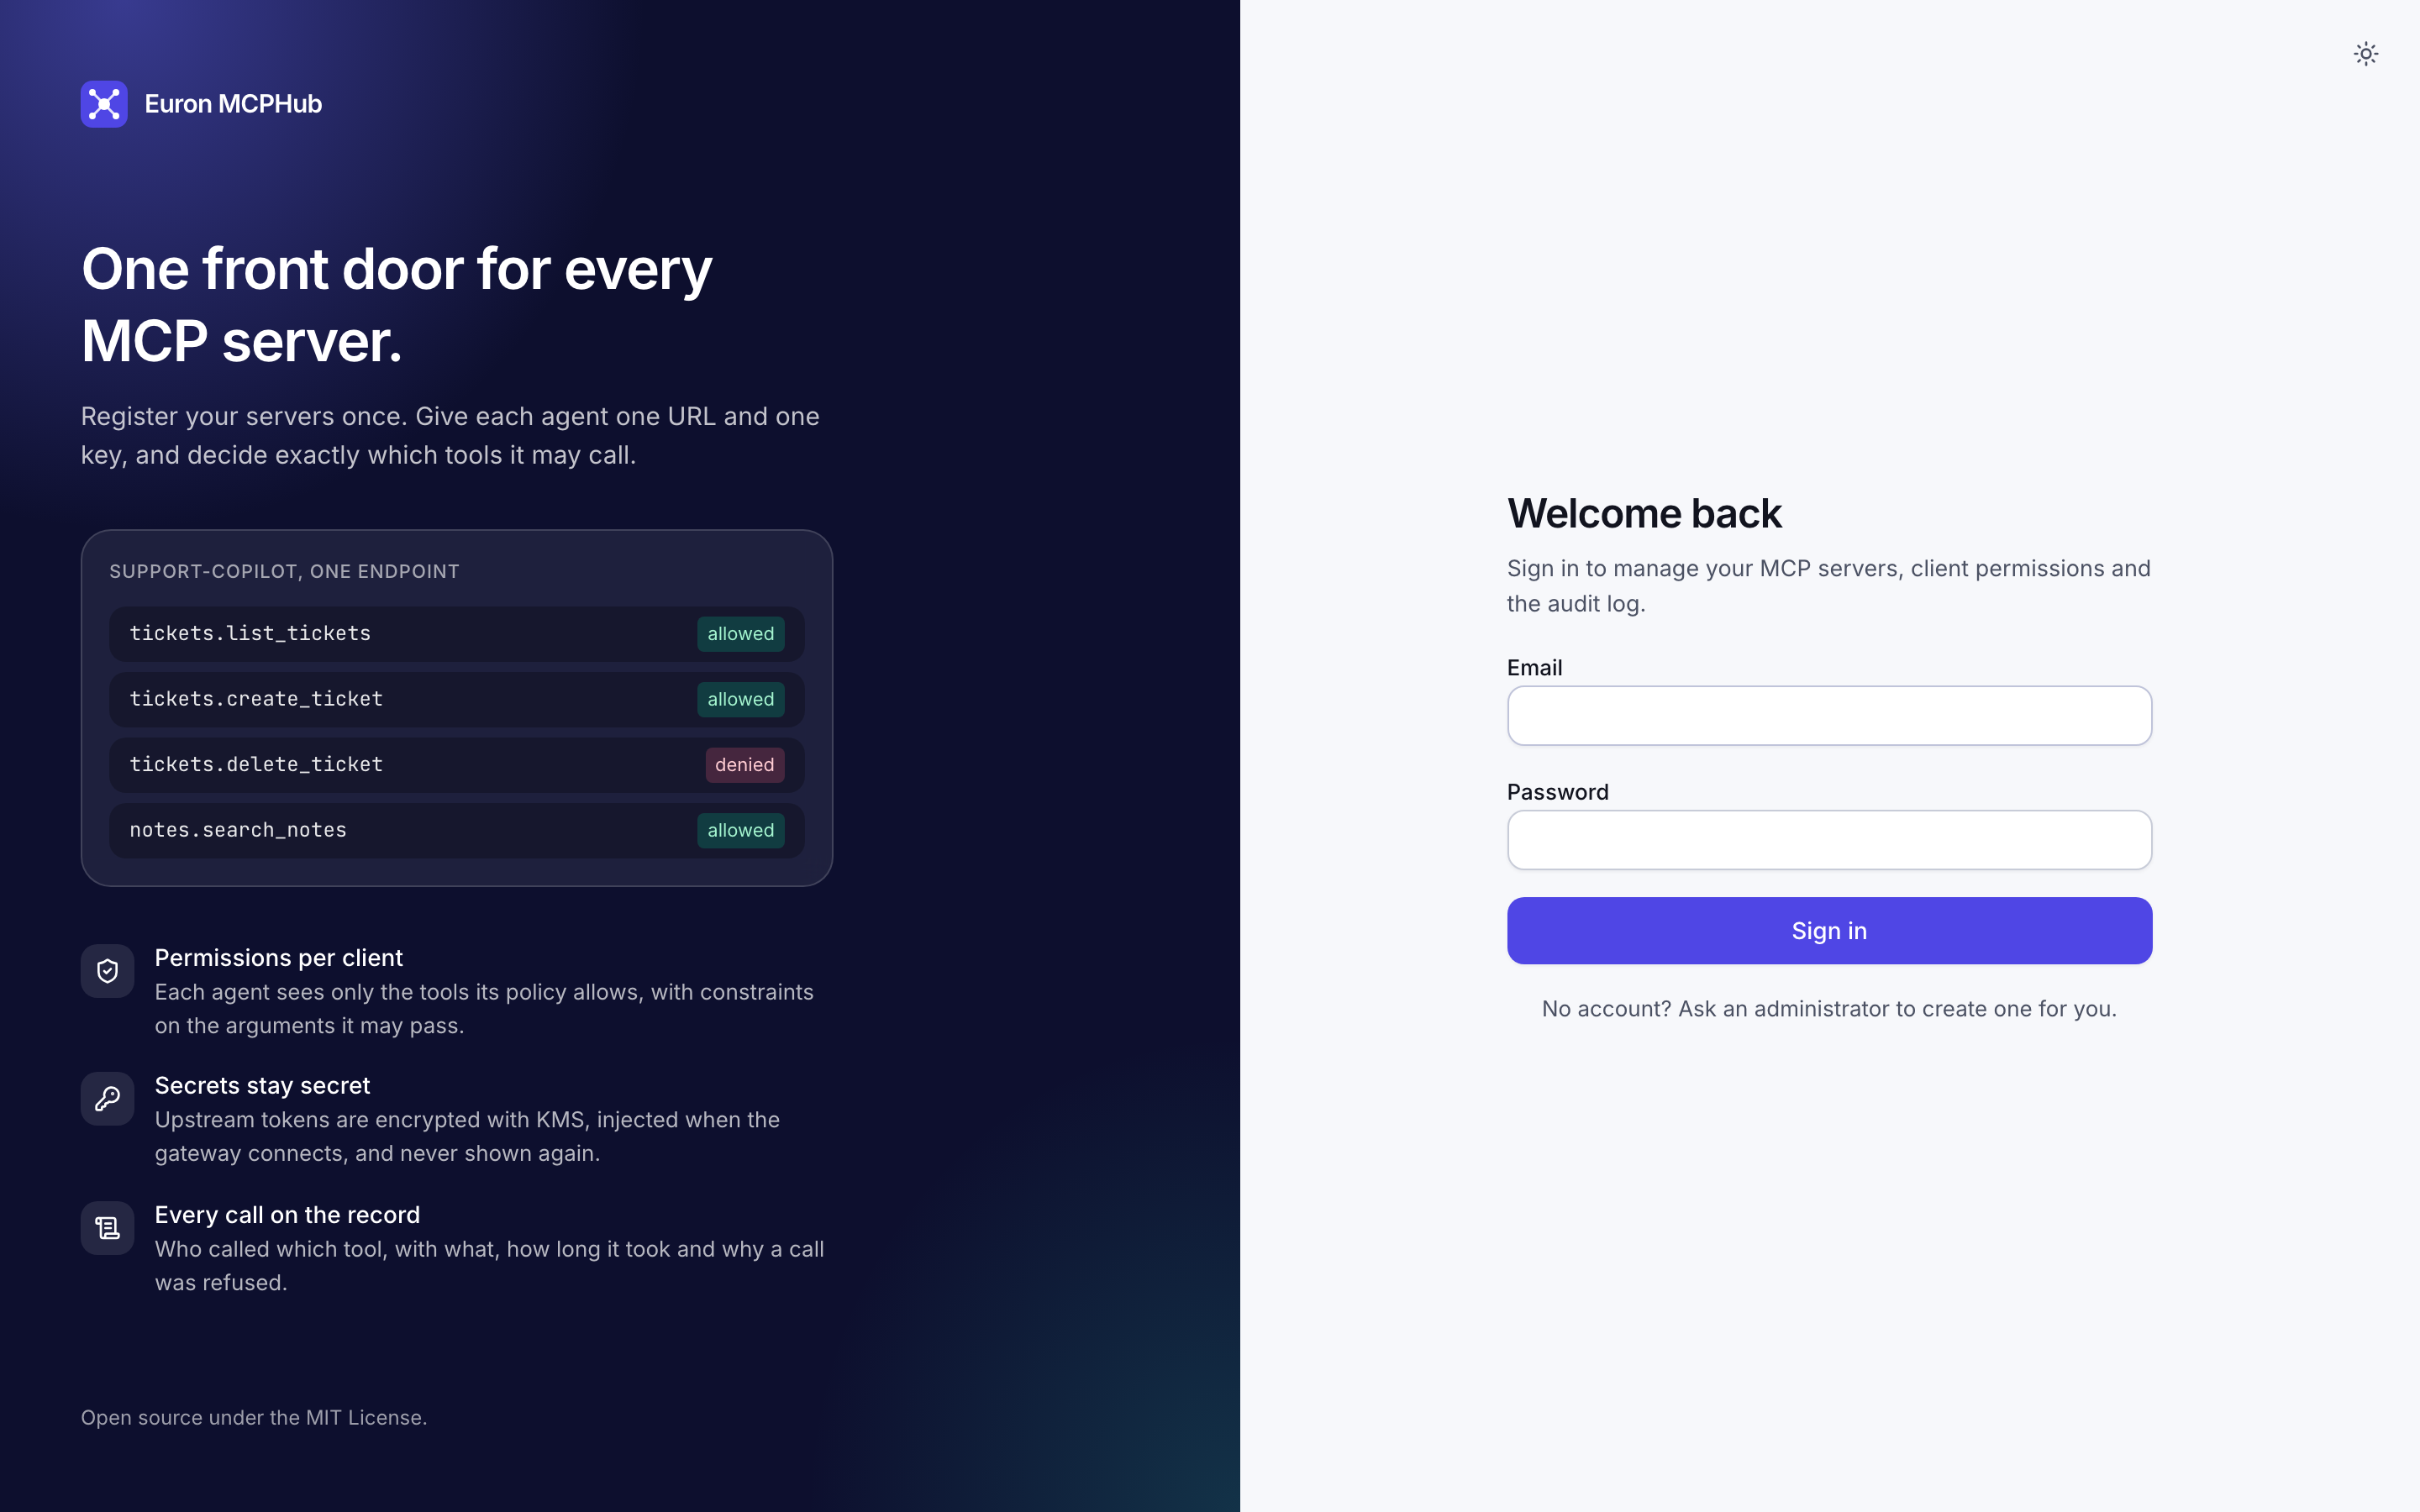 Euron MCPHub
One front door for every
MCP server.
Register your servers once. Give each agent one URL and one
key, and decide exactly which tools it may call.
SUPPORT-COPILOT, ONE ENDPOINT
tickets.list_tickets allowed
tickets.create_ticket allowed
tickets.delete_ticket denied
notes.search_notes allowed
Permissions per client
Each agent sees only the tools its policy allows, with constraints
on the arguments it may pass.
Secrets stay secret
Upstream tokens are encrypted with KMS, injected when the
gateway connects, and never shown again.
Every call on the record
Who called which tool, with what, how long it took and why a call
was refused.
Open source under the MIT License.
Welcome back
Sign in to manage your MCP servers, client permissions and
the audit log.
Email
Password
Sign in
No account? Ask an administrator to create one for you.